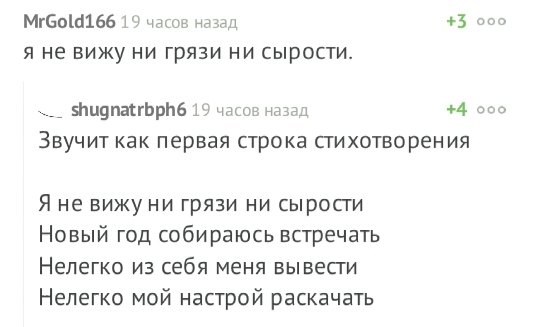 MrGold166 19 часов назад +3
я не вижу ни грязи ни сырости.
shugnatrbph6 19 часов назад +4
Звучит как первая строка стихотворения
Я не вижу ни грязи ни сырости
Новый год собираюсь встречать
Нелегко из себя меня вывести
Нелегко мой настрой раскачать